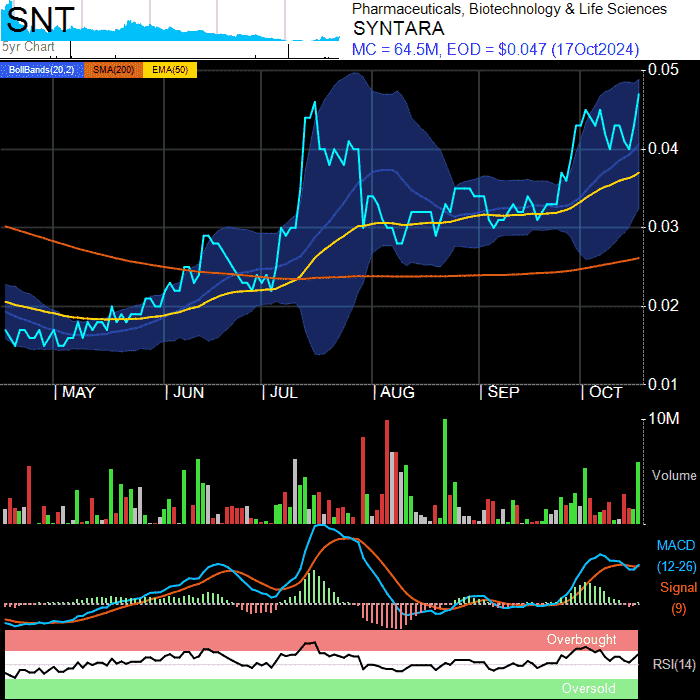 SNT
5yr Chart
Pharmaceuticals, Biotechnology & Life Sciences
SYNTARA
MC = 64.5M, EOD = $0.047 (17Oct2024)
BollBands(20,2) SMA(200) EMA(50)
0.05
0.04
0.03
0.02
0.01
MAY JUN JUL AUG SEP OCT
10M
Volume
MACD
(12-26)
Signal
(9)
Overbought
RSI(14)
Oversold